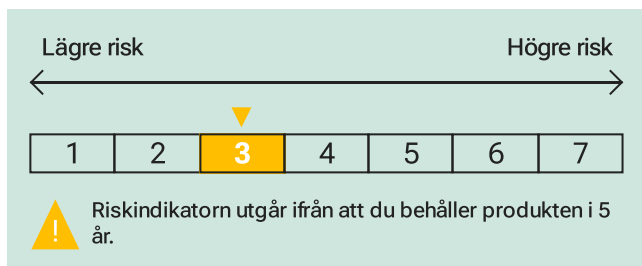 Lägre risk Högre risk
1 2 3 4 5 6 7
Riskindikatorn utgår ifrån att du behåller produkten i 5
år.